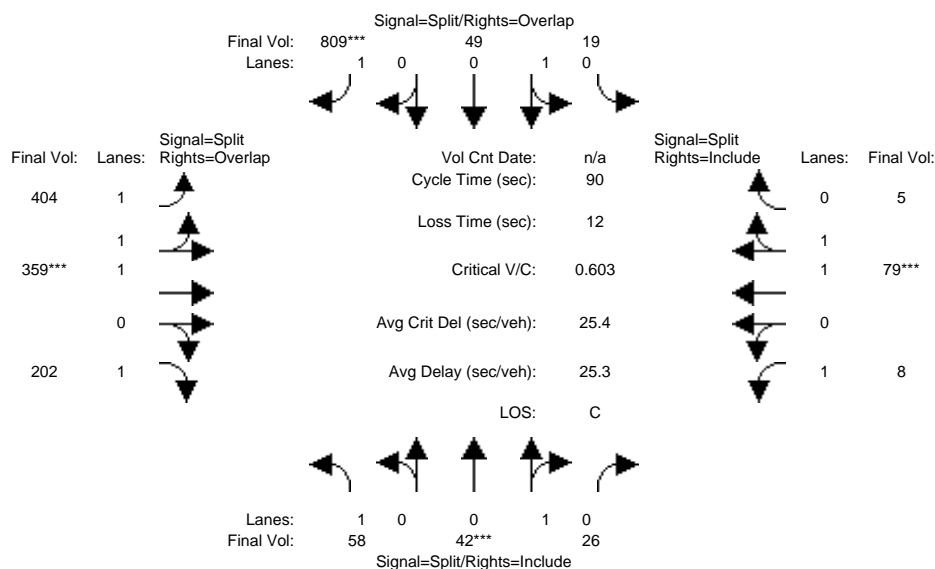 Signal=Split/Rights=Overlap
Final Vol: 809*** 49 19
Lanes: 1 0 0 1 0
Signal=Split
Final Vol: Lanes: Rights=Overlap
Vol Cnt Date: n/a
Signal=Split
Rights=Include Lanes: Final Vol:
Cycle Time (sec): 90
404 1
0 5
Loss Time (sec): 12
1
1
359*** 1
Critical V/C: 0.603
1 79***
0
Avg Crit Del (sec/veh): 25.4
0
202 1
Avg Delay (sec/veh): 25.3
1 8
LOS: C
Lanes: 1 0 0 1 0
Final Vol: 58 42*** 26
Signal=Split/Rights=Include